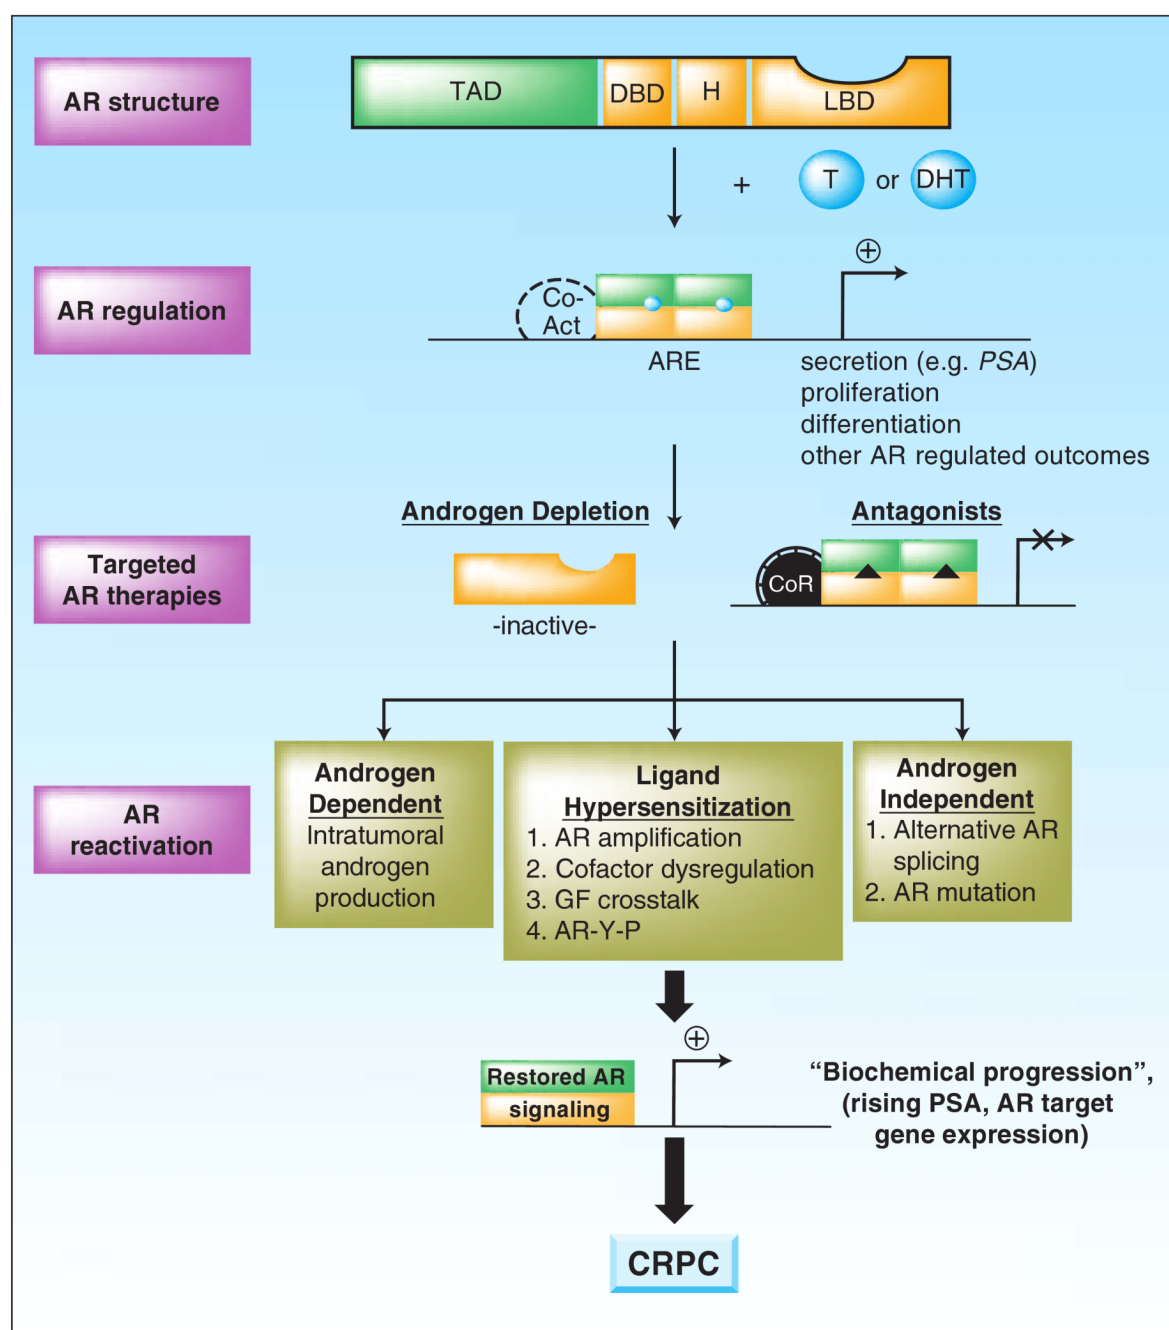 AR structure
TAD
DBD
H
LBD
+
T
or
DHT
AR regulation
Co-
Act
ARE
secretion (e.g. PSA)
proliferation
differentiation
other AR regulated outcomes
Targeted
AR therapies
Androgen Depletion
-inactive-
Antagonists
CoR
AR
reactivation
Androgen
Dependent
Intratumoral
androgen
production
Ligand
Hypersensitization
1. AR amplification
2. Cofactor dysregulation
3. GF crosstalk
4. AR-Y-P
Androgen
Independent
1. Alternative AR
splicing
2. AR mutation
Restored AR
signaling
“Biochemical progression”,
(rising PSA, AR target
gene expression)
CRPC